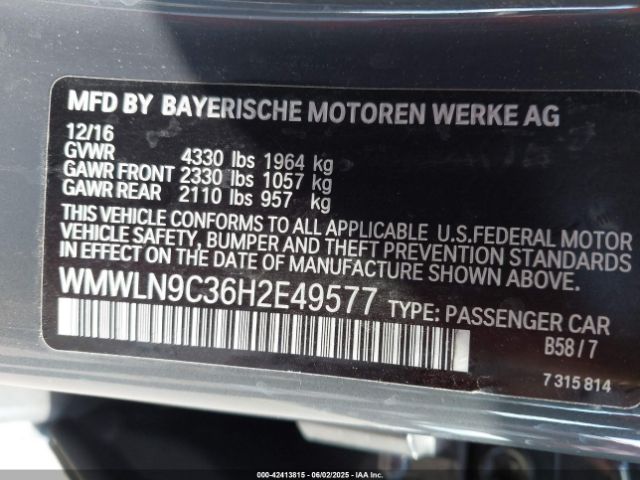 MFD BY BAYERISCHE MOTOREN WERKE AG
12/16
GVWR 4330 lbs 1964 kg
GAWR FRONT 2330 lbs 1057 kg
GAWR REAR 2110 lbs 957 kg
THIS VEHICLE CONFORMS TO ALL APPLICABLE U.S.FEDERAL MOTOR
VEHICLE SAFETY, BUMPER AND THEFT PREVENTION STANDARDS
IN EFFECT ON THE DATE OF MANUFACTURE SHOWN ABOVE.
WMWLN9C36H2E49577 TYPE: PASSENGER CAR
B58/7
7 315 814
000-42413815 - 06/02/2025 - IAA Inc.